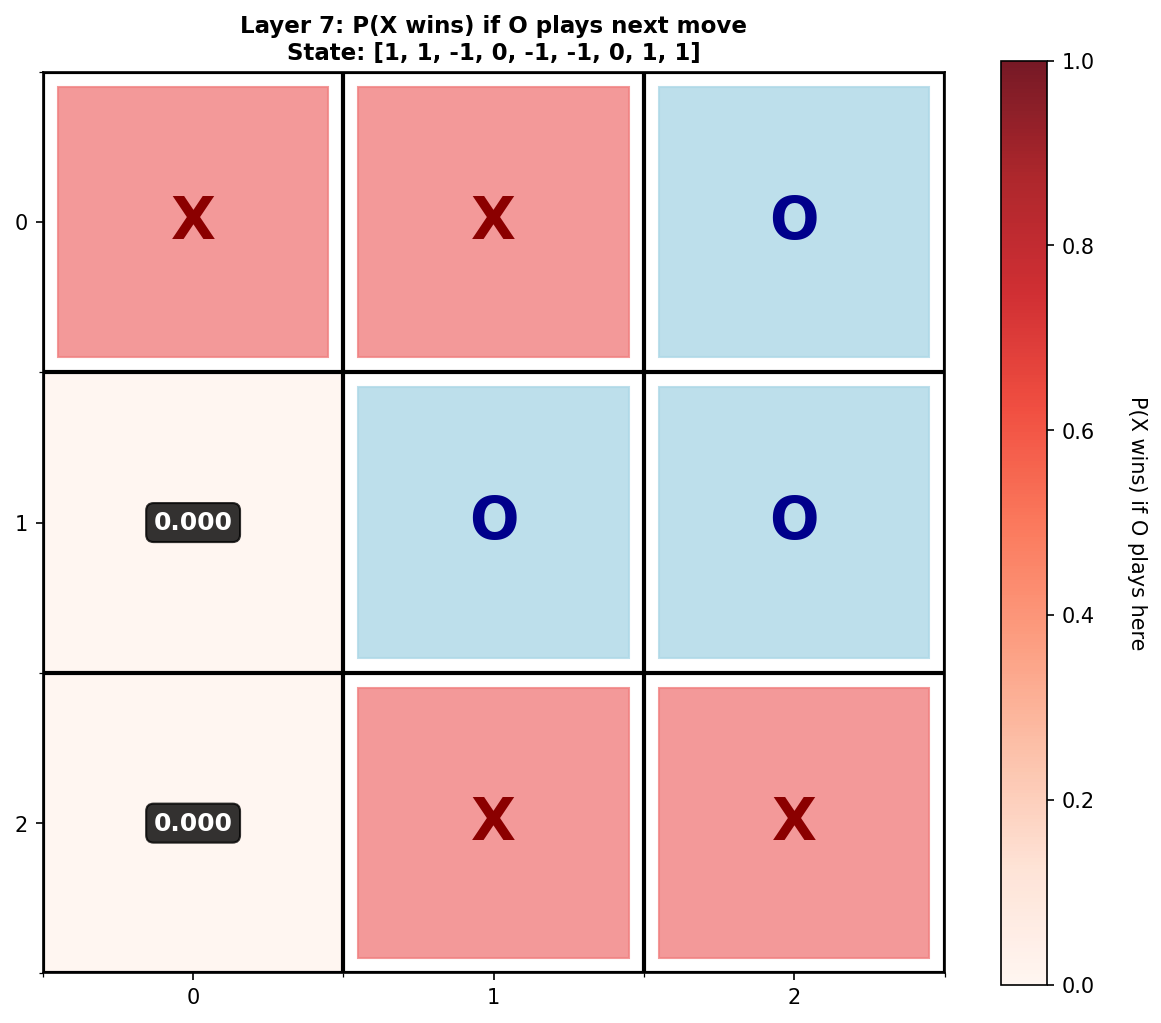 Layer 7: P(X wins) if O plays next move
State: [1, 1, -1, 0, -1, -1, 0, 1, 1]
0 X X O
1 0.000 O O
2 0.000 X X
0 1 2
1.0
0.8
0.6
0.4
0.2
0.0
P(X wins) if O plays here